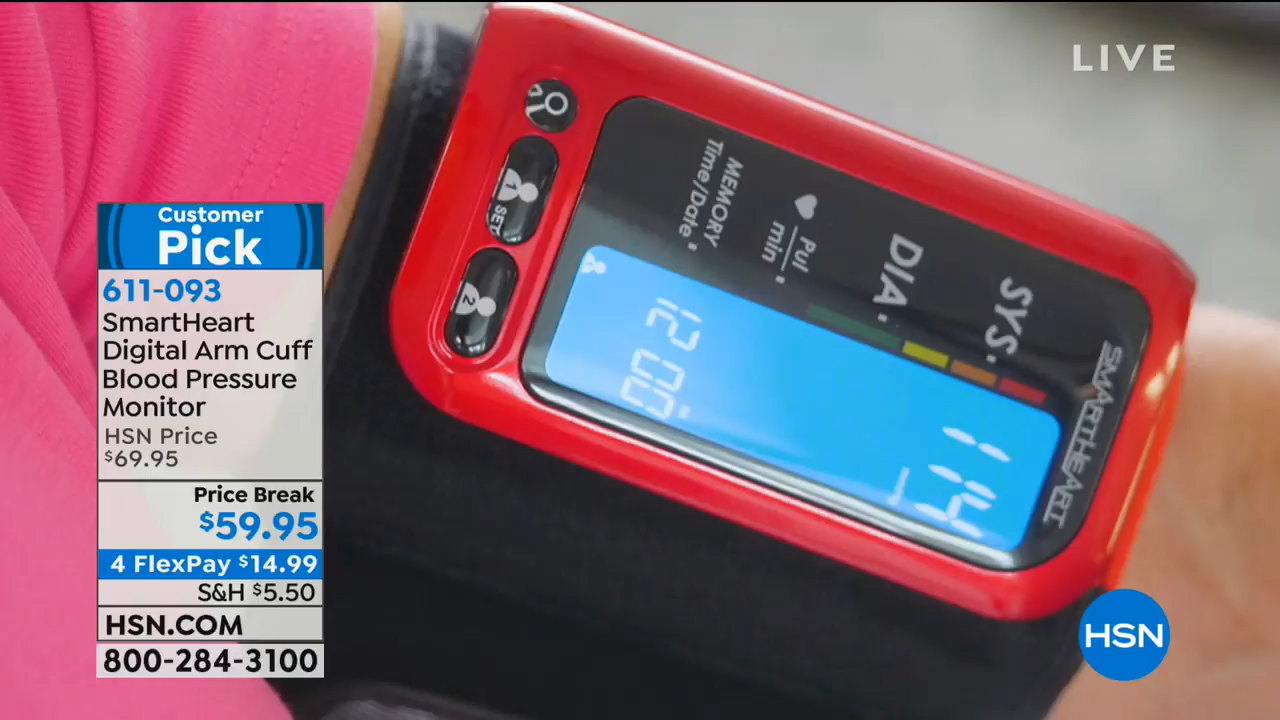 LIVE
Customer
Pick
611-093
SmartHeart
Digital Arm Cuff
Blood Pressure
Monitor
HSN Price
$69.95
Price Break
$59.95
4 FlexPay $14.99
S&H $5.50
HSN.COM
800-284-3100
SMARTHEART
SYS.
DIA.
Pul
min
MEMORY
Time/Date
1
SET
2
114
12:00
HSN